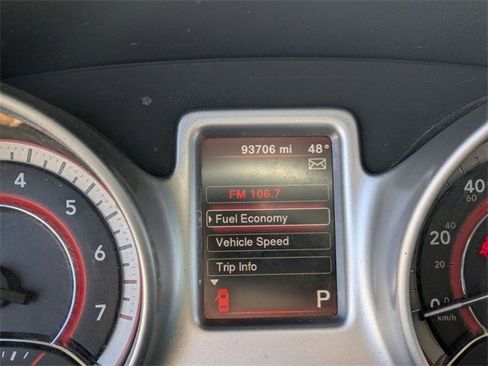 93706 mi 48°
FM 106.7
Fuel Economy
Vehicle Speed
Trip Info
P
4
5
6
7
40
60
20
0
km/h